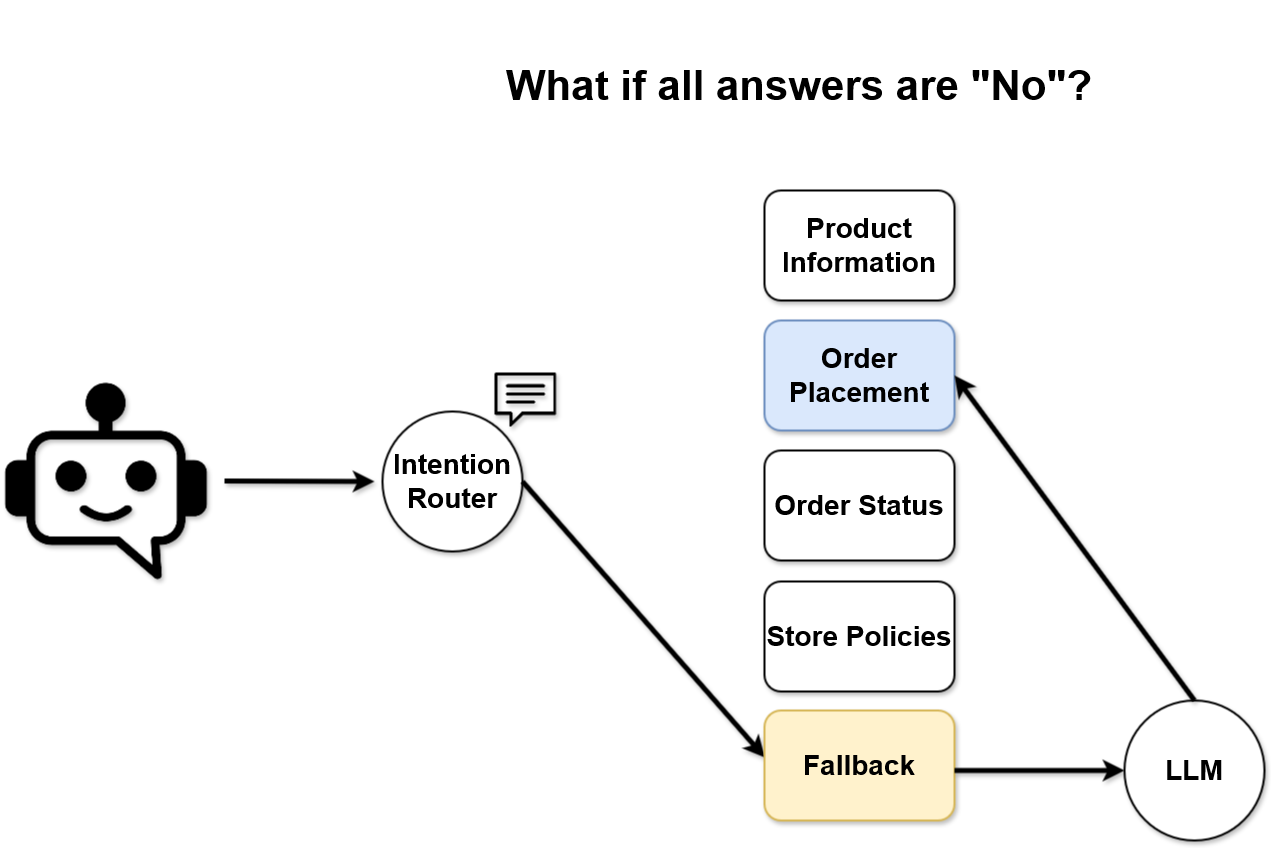 What if all answers are "No"?
Product
Information
Order
Placement
Intention
Router
Order Status
Store Policies
Fallback
LLM